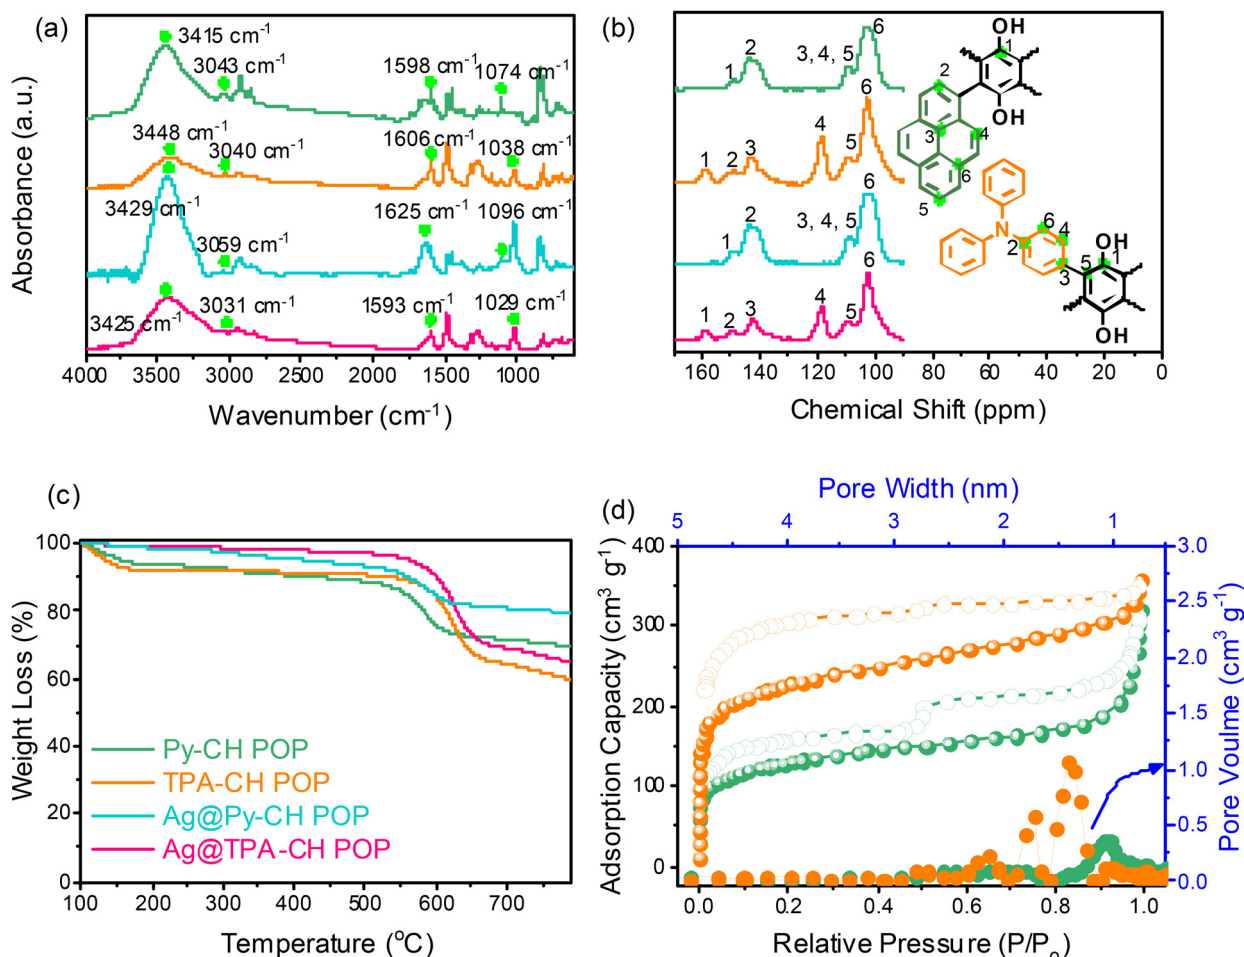 (a)
3415 cm-1
3043 cm-1
1598 cm-1
1074 cm-1
3448 cm-1
3040 cm-1
1606 cm-1
1038 cm-1
3429 cm-1
3059 cm-1
1625 cm-1
1096 cm-1
3425 cm-1
3031 cm-1
1593 cm-1
1029 cm-1
Absorbance (a.u.)
4000 3500 3000 2500 2000 1500 1000
Wavenumber (cm-1)
(b)
1 2 3, 4, 5 6
1 2 3 4 5 6
1 2 3, 4, 5 6
1 2 3 4 5 6
OH
1
2
3
4
5
6
OH
N
6
4
2
3
5
1
OH
OH
160 140 120 100 80 60 40 20 0
Chemical Shift (ppm)
(c)
100
80
60
40
20
0
Weight Loss (%)
Py-CH POP
TPA-CH POP
Ag@Py-CH POP
Ag@TPA-CH POP
100 200 300 400 500 600 700
Temperature (oC)
(d)
Pore Width (nm)
5 4 3 2 1
400
300
200
100
0
Adsorption Capacity (cm3 g-1)
3.0
2.5
2.0
1.5
1.0
0.5
0.0
Pore Voulme (cm3 g-1)
0.0 0.2 0.4 0.6 0.8 1.0
Relative Pressure (P/Po)